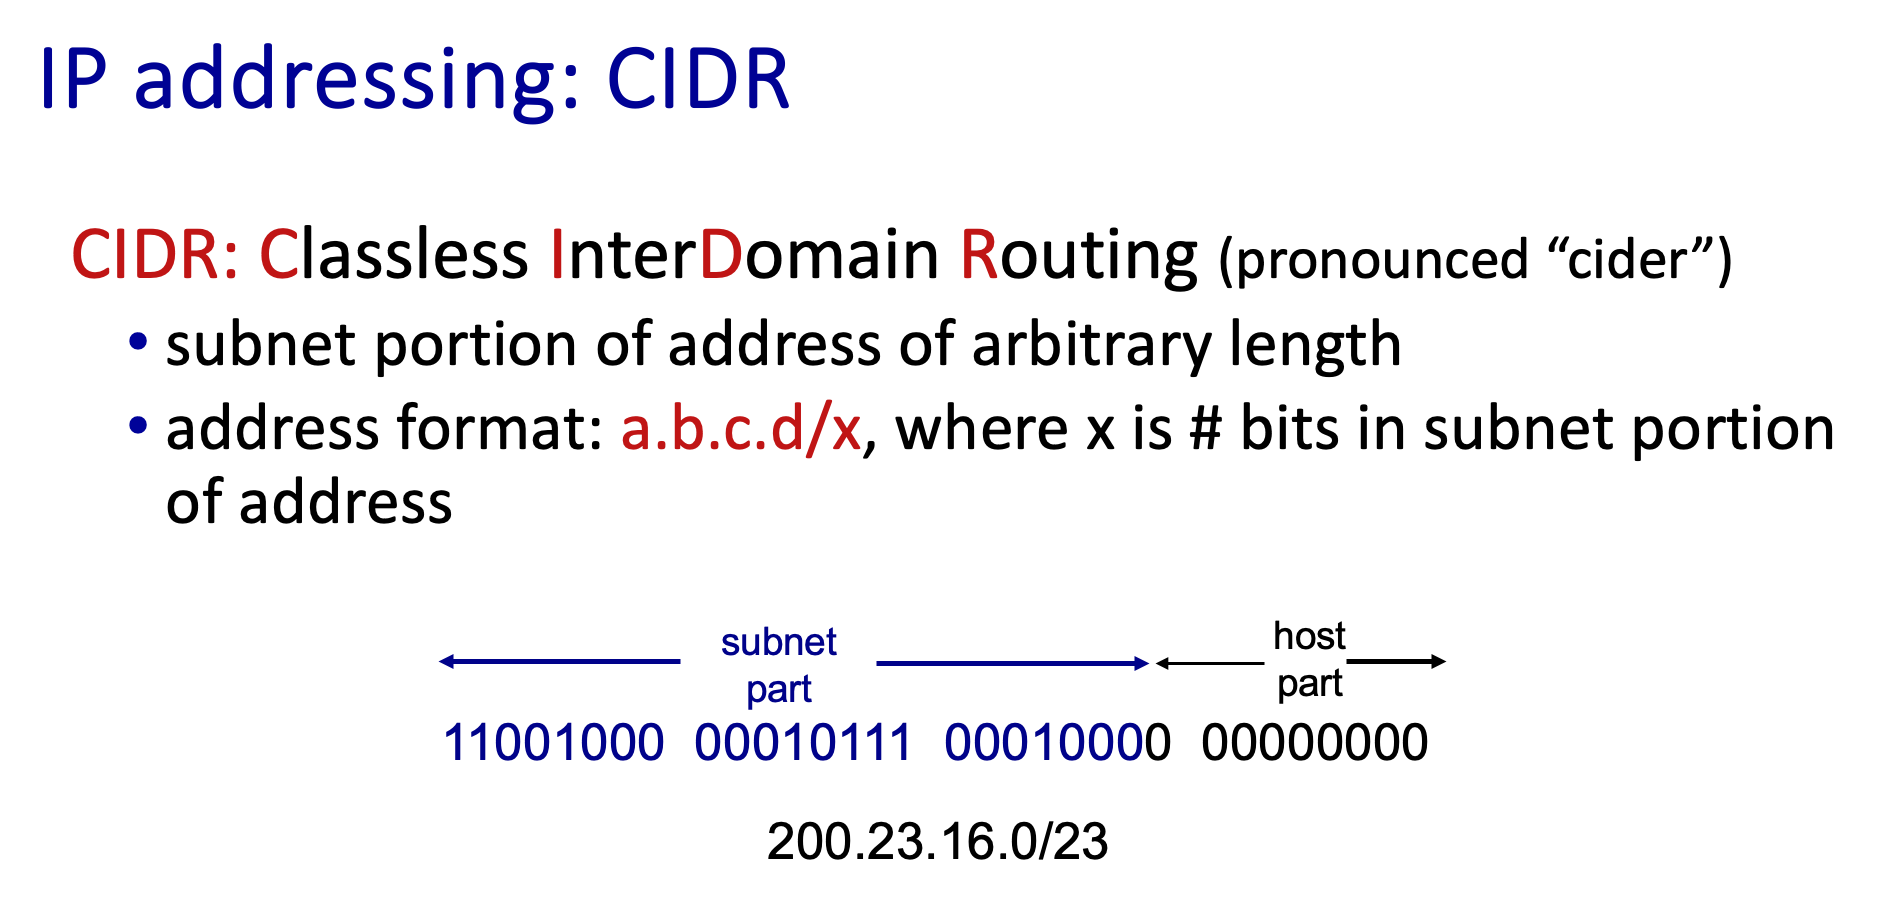 IP addressing: CIDR
CIDR: Classless InterDomain Routing (pronounced “cider”)
• subnet portion of address of arbitrary length
• address format: a.b.c.d/x, where x is # bits in subnet portion
of address
subnet
part
host
part
11001000 00010111 00010000 00000000
200.23.16.0/23